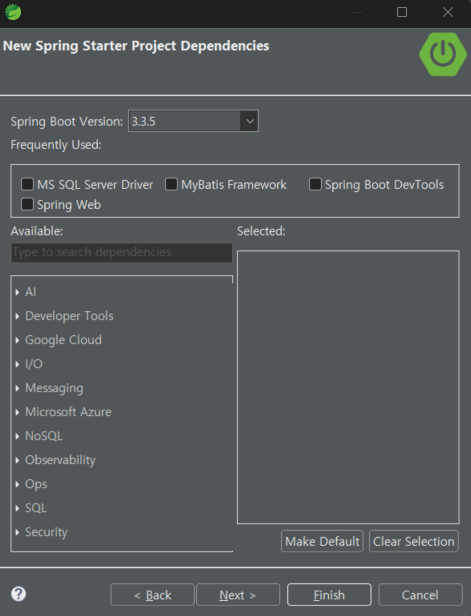 New Spring Starter Project Dependencies
Spring Boot Version: 3.3.5
Frequently Used:
MS SQL Server Driver MyBatis Framework Spring Boot DevTools
Spring Web
Available: Selected:
Type to search dependencies
AI
Developer Tools
Google Cloud
I/O
Messaging
Microsoft Azure
NoSQL
Observability
Ops
SQL
Security
Make Default Clear Selection
? < Back Next > Finish Cancel